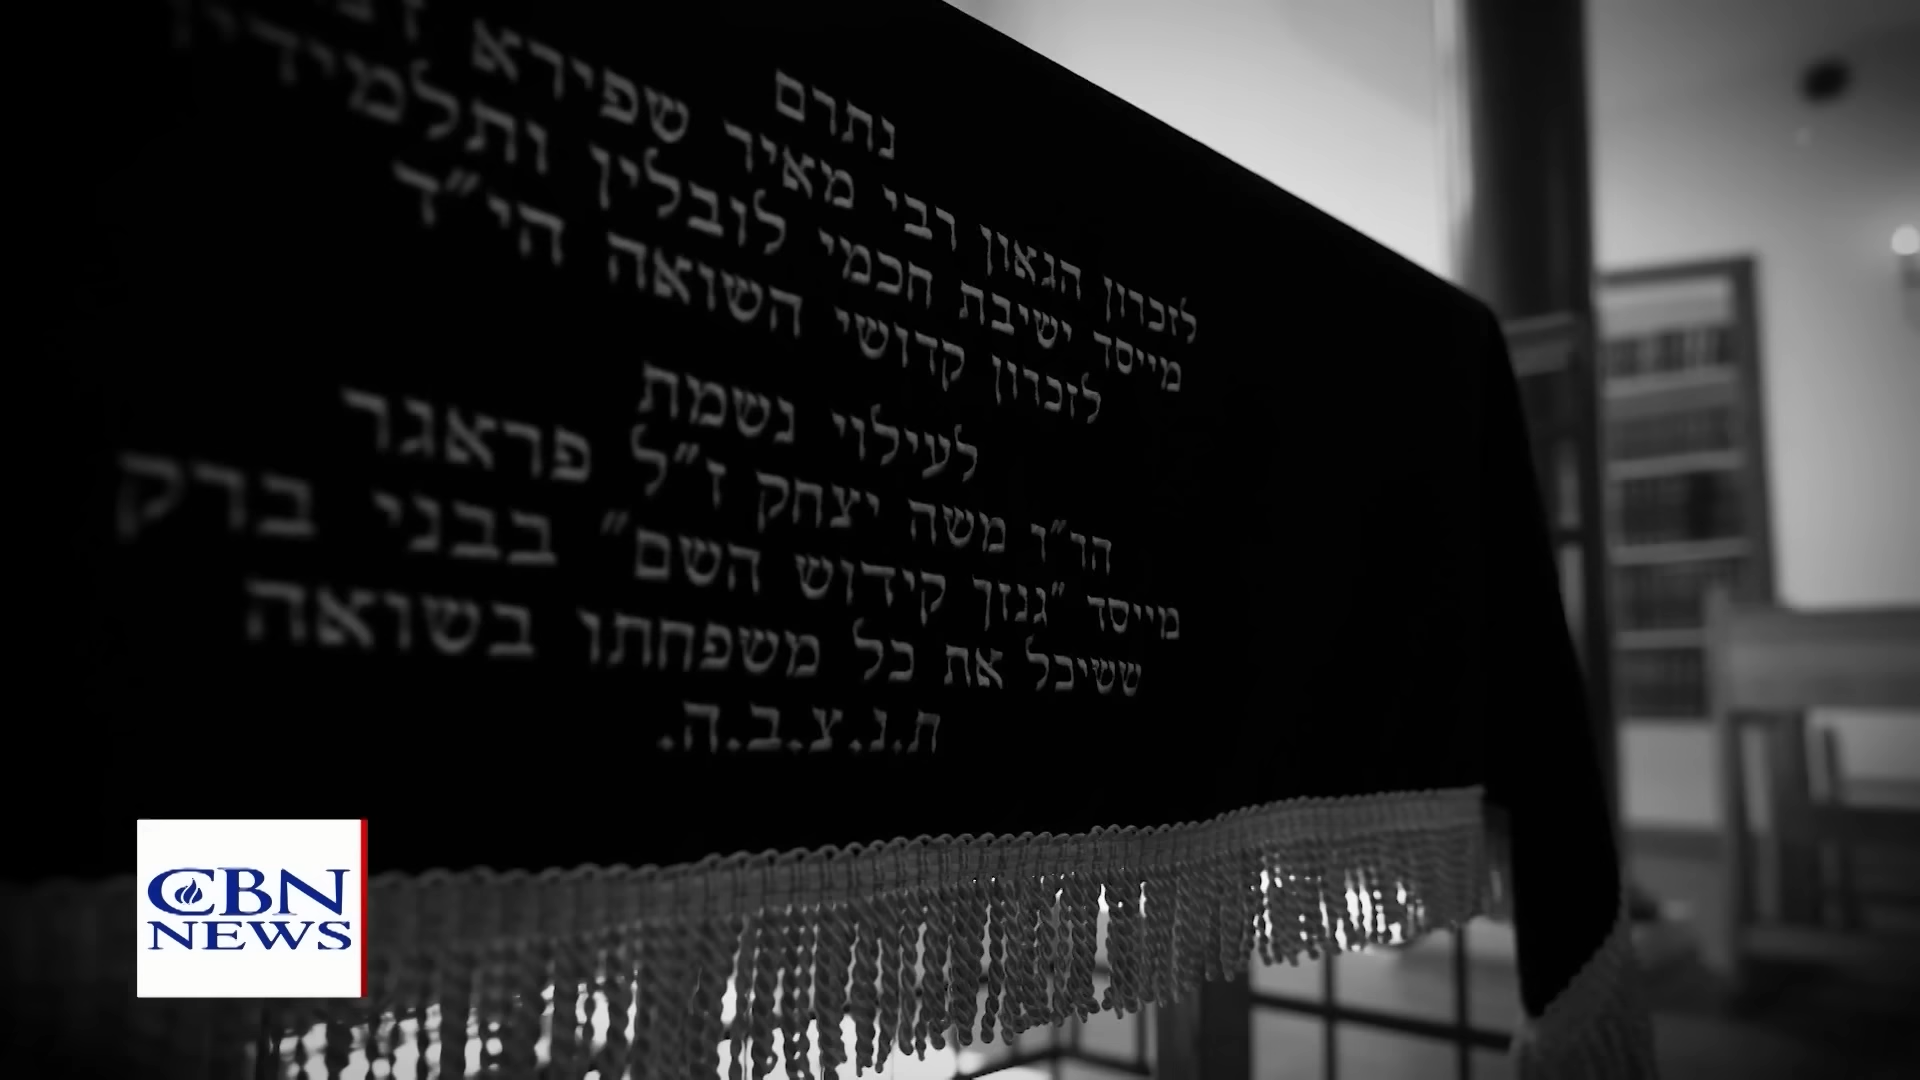 נתרם
לזכרון הגאון רבי מאיר שפירא
מייסד ישיבת חכמי לובלין ותלמידיו
לזכרון קדושי השואה הי״ד
לעילוי נשמת
הר״ר משה יצחק ז״ל פראגר
מייסד ״גנזך קידוש השם״ בבני ברק
ששיכל את כל משפחתו בשואה
ת.נ.צ.ב.ה.
CBN
NEWS